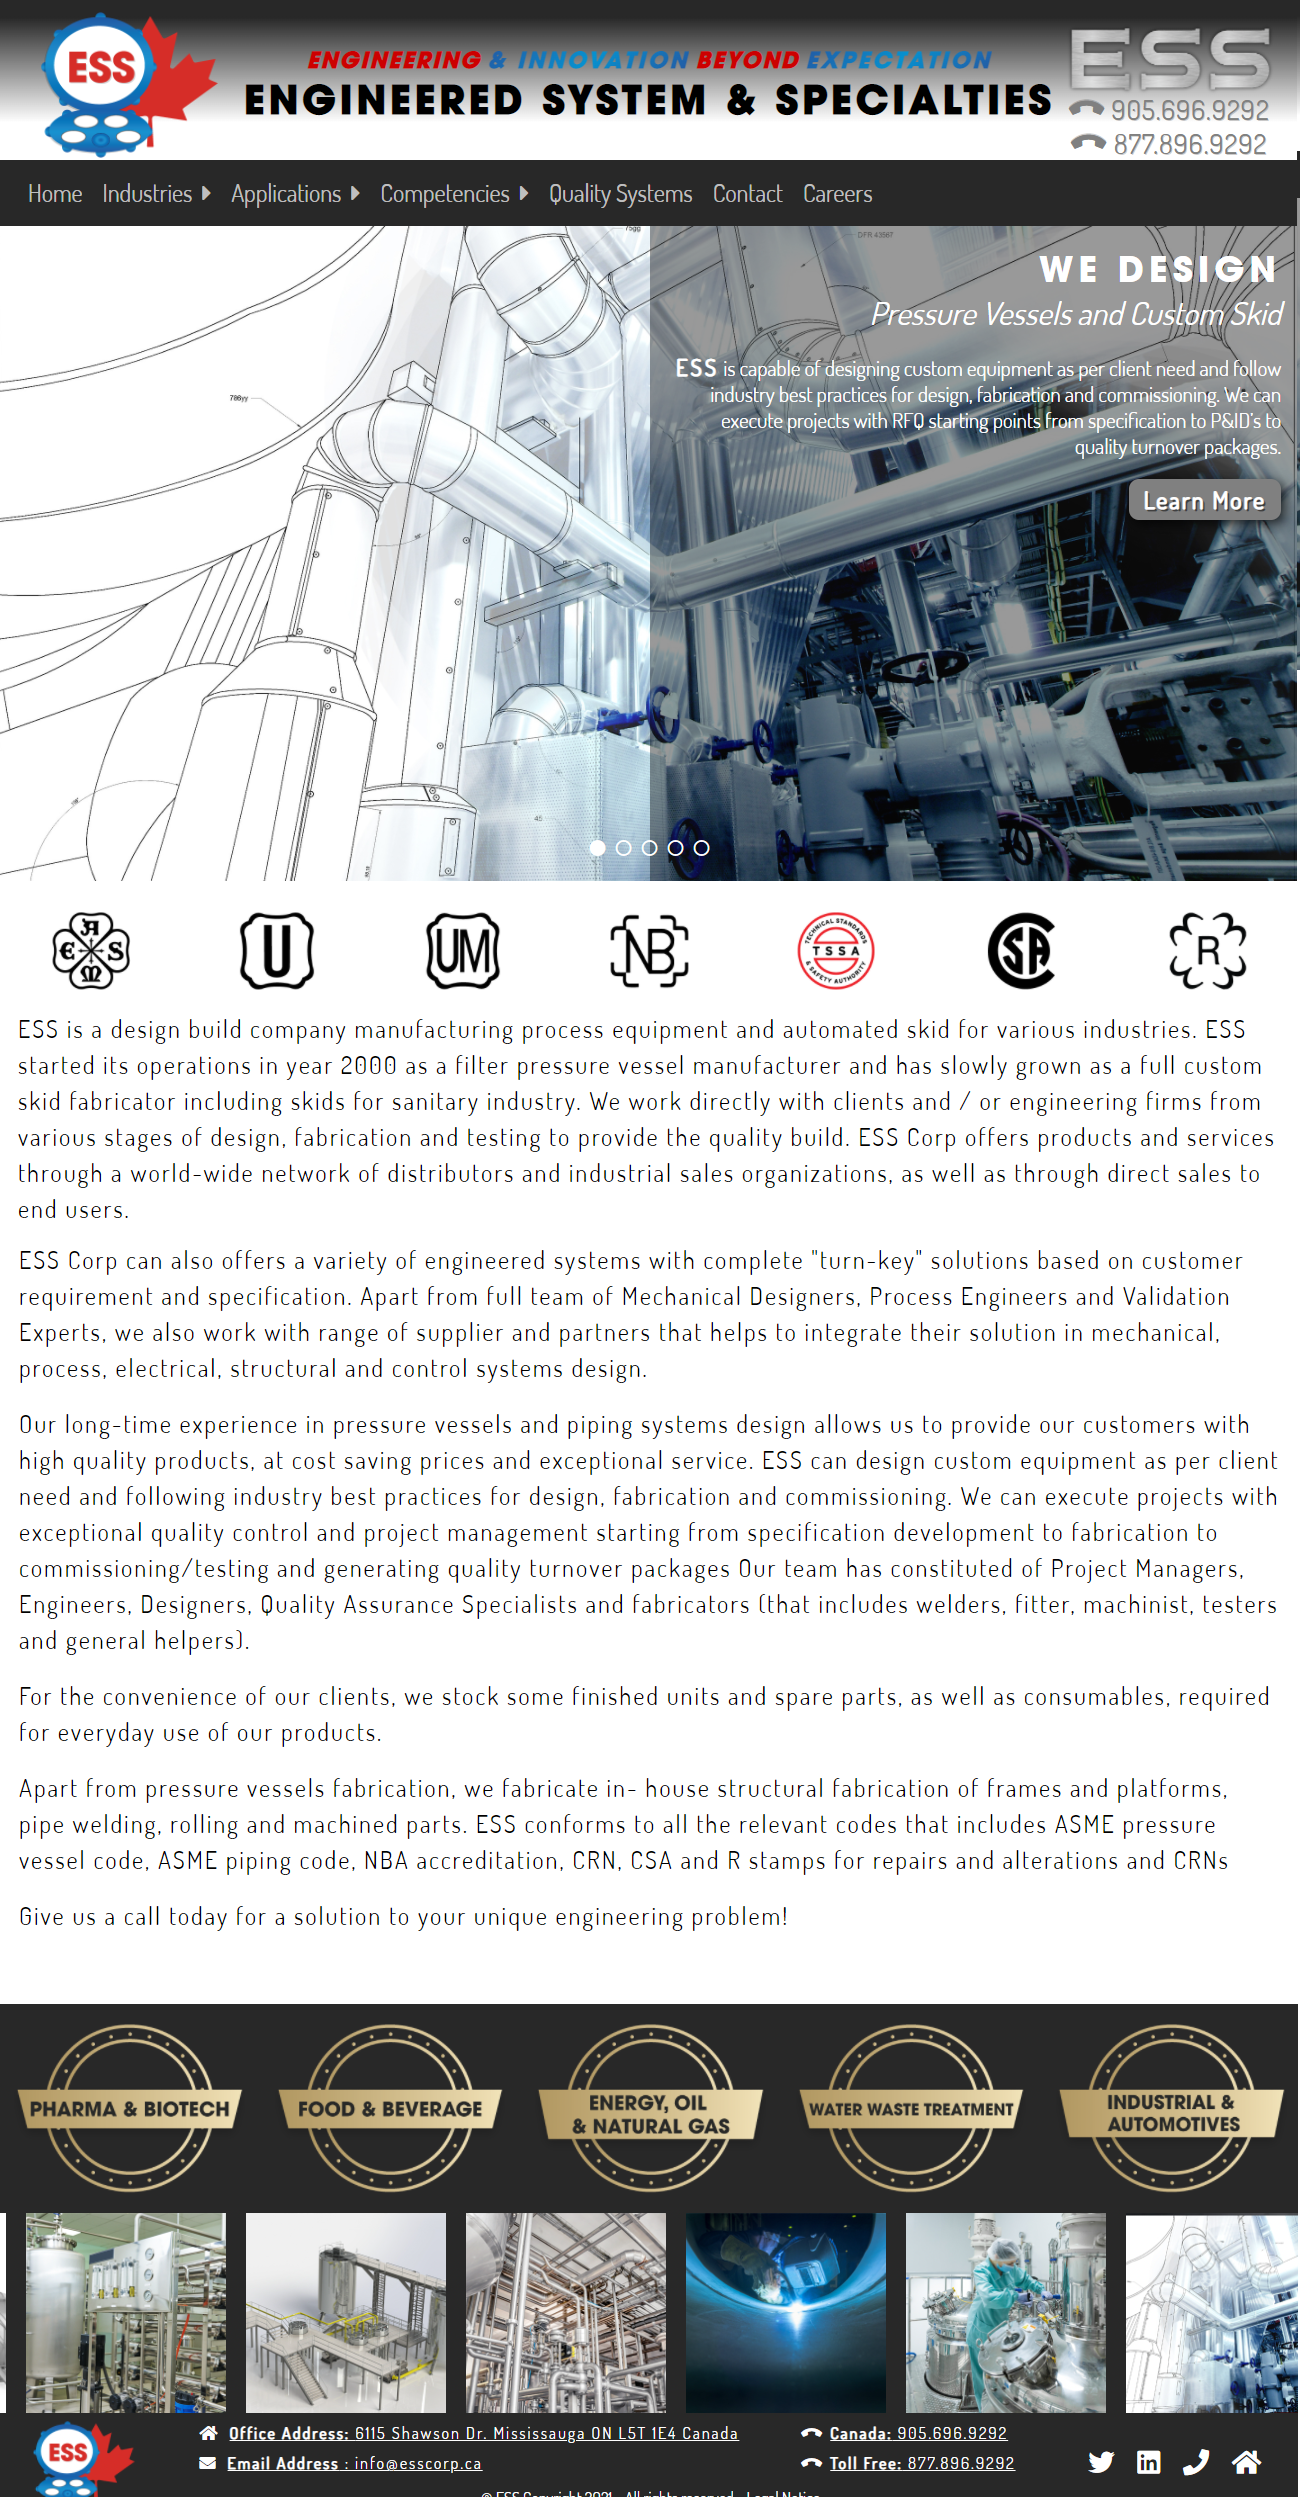 ESS
ENGINEERING & INNOVATION BEYOND EXPECTATION
ENGINEERED SYSTEM & SPECIALTIES
ESS
905.696.9292
877.896.9292
Home Industries Applications Competencies Quality Systems Contact Careers
75gg
DFR 43567
WE DESIGN
Pressure Vessels and Custom Skid
ESS is capable of designing custom equipment as per client need and follow
industry best practices for design, fabrication and commissioning. We can
execute projects with RFQ starting points from specification to P&ID's to
quality turnover packages.
786yy
Learn More
45
A S M E
U
UM
NB
TECHNICAL STANDARDS
TSSA
& SAFETY AUTHORITY
CSA
R
ESS is a design build company manufacturing process equipment and automated skid for various industries. ESS
started its operations in year 2000 as a filter pressure vessel manufacturer and has slowly grown as a full custom
skid fabricator including skids for sanitary industry. We work directly with clients and / or engineering firms from
various stages of design, fabrication and testing to provide the quality build. ESS Corp offers products and services
through a world-wide network of distributors and industrial sales organizations, as well as through direct sales to
end users.
ESS Corp can also offers a variety of engineered systems with complete "turn-key" solutions based on customer
requirement and specification. Apart from full team of Mechanical Designers, Process Engineers and Validation
Experts, we also work with range of supplier and partners that helps to integrate their solution in mechanical,
process, electrical, structural and control systems design.
Our long-time experience in pressure vessels and piping systems design allows us to provide our customers with
high quality products, at cost saving prices and exceptional service. ESS can design custom equipment as per client
need and following industry best practices for design, fabrication and commissioning. We can execute projects with
exceptional quality control and project management starting from specification development to fabrication to
commissioning/testing and generating quality turnover packages Our team has constituted of Project Managers,
Engineers, Designers, Quality Assurance Specialists and fabricators (that includes welders, fitter, machinist, testers
and general helpers).
For the convenience of our clients, we stock some finished units and spare parts, as well as consumables, required
for everyday use of our products.
Apart from pressure vessels fabrication, we fabricate in- house structural fabrication of frames and platforms,
pipe welding, rolling and machined parts. ESS conforms to all the relevant codes that includes ASME pressure
vessel code, ASME piping code, NBA accreditation, CRN, CSA and R stamps for repairs and alterations and CRNs
Give us a call today for a solution to your unique engineering problem!
PHARMA & BIOTECH
FOOD & BEVERAGE
ENERGY, OIL
& NATURAL GAS
WATER WASTE TREATMENT
INDUSTRIAL &
AUTOMOTIVES
ESS
Office Address: 6115 Shawson Dr. Mississauga ON L5T 1E4 Canada
Email Address : info@esscorp.ca
Canada: 905.696.9292
Toll Free: 877.896.9292
© ESS Copyright 2021 - All rights reserved - Legal Notice